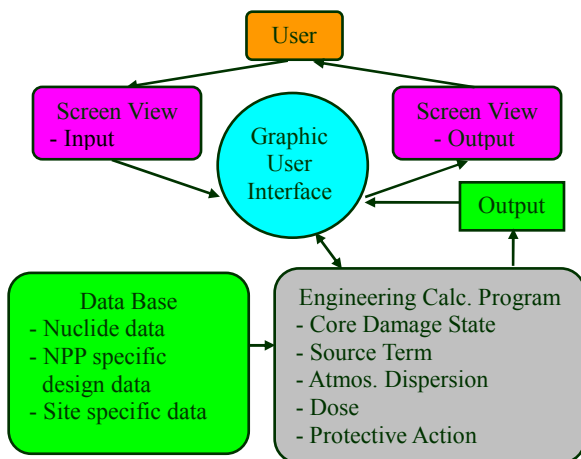 User
Screen View
- Input
Graphic
User
Interface
Screen View
- Output
Output
Data Base
- Nuclide data
- NPP specific
design data
- Site specific data
Engineering Calc. Program
- Core Damage State
- Source Term
- Atmos. Dispersion
- Dose
- Protective Action